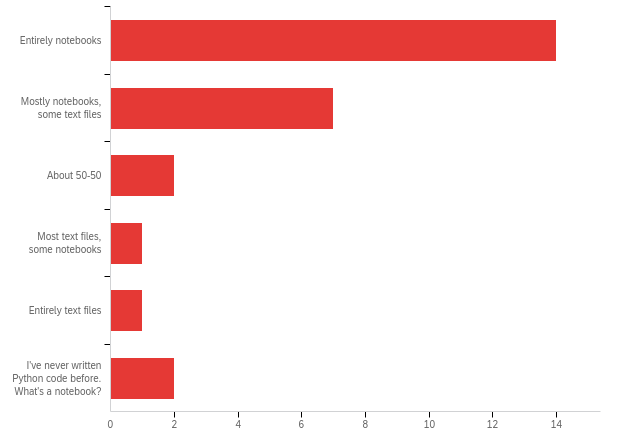 Entirely notebooks
Mostly notebooks,
some text files
About 50-50
Most text files,
some notebooks
Entirely text files
I've never written
Python code before.
What's a notebook?
0 2 4 6 8 10 12 14